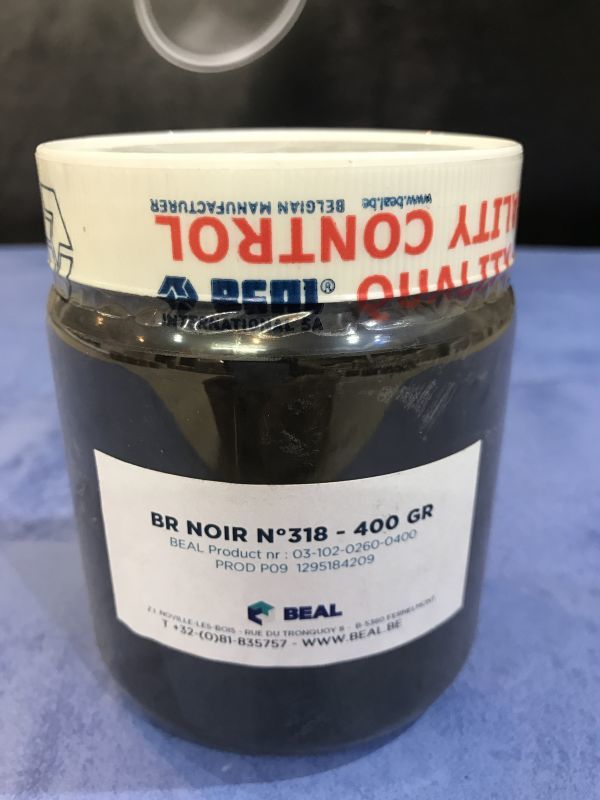 BELGIAN MANUFACTURER www.beal.be
QUALITY CONTROL
ALITY CONTROL
BEAL®
INTERNATIONAL SA
BR NOIR N°318 - 400 GR
BEAL Product nr : 03-102-0260-0400
PROD P09 1295184209
BEAL
Z.I. NOVILLE-LES-BOIS - RUE DU TRONQUOY 8 - B-5380 FERNELMONT
T +32-(0)81-835757 - WWW.BEAL.BE